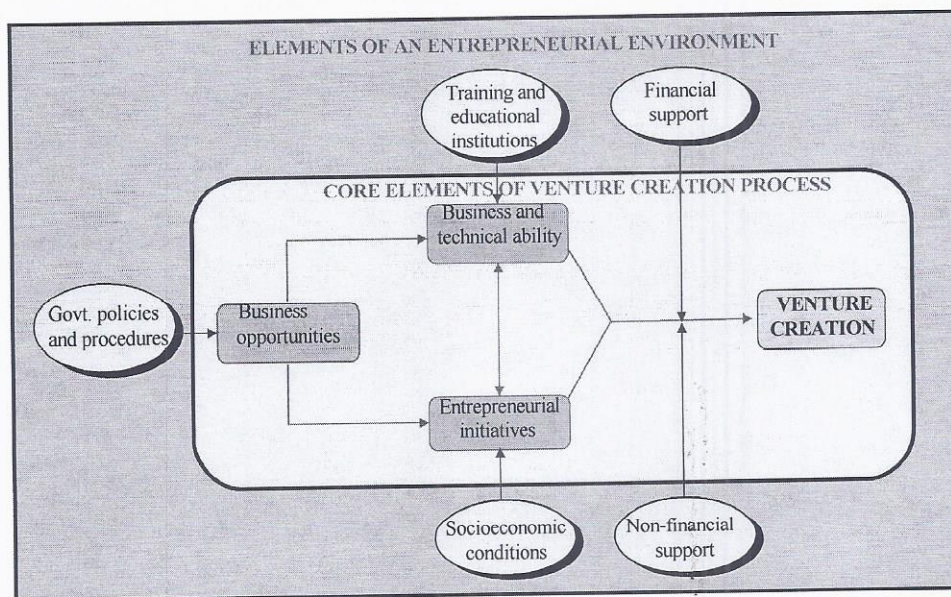 ELEMENTS OF AN ENTREPRENEURIAL ENVIRONMENT
Training and
educational
institutions
Financial
support
CORE ELEMENTS OF VENTURE CREATION PROCESS
Business and
technical ability
Govt. policies
and procedures
Business
opportunities
VENTURE
CREATION
Entrepreneurial
initiatives
Socioeconomic
conditions
Non-financial
support